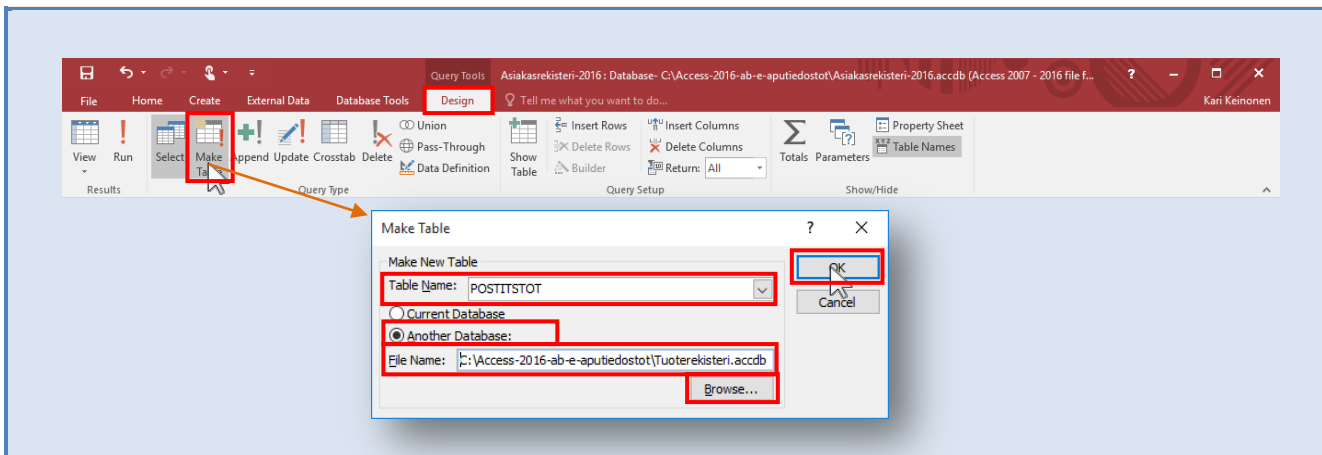 Query Tools Asiakasrekisteri-2016 : Database- C:\Access-2016-ab-e-aputiedostot\Asiakasrekisteri-2016.accdb (Access 2007 - 2016 file f... ?
File Home Create External Data Database Tools Design Tell me what you want to do... Kari Keinonen
Union Insert Rows Insert Columns Property Sheet
View Run Select Make Append Update Crosstab Delete Pass-Through Show Delete Rows Delete Columns Totals Parameters Table Names
Data Definition Table Builder Return: All
Results Query Type Query Setup Show/Hide
Make Table ?
Make New Table
OK
Table Name: POSTITSTOT
Cancel
Current Database
Another Database:
File Name: C:\Access-2016-ab-e-aputiedostot\Tuoterekisteri.accdb
Browse...